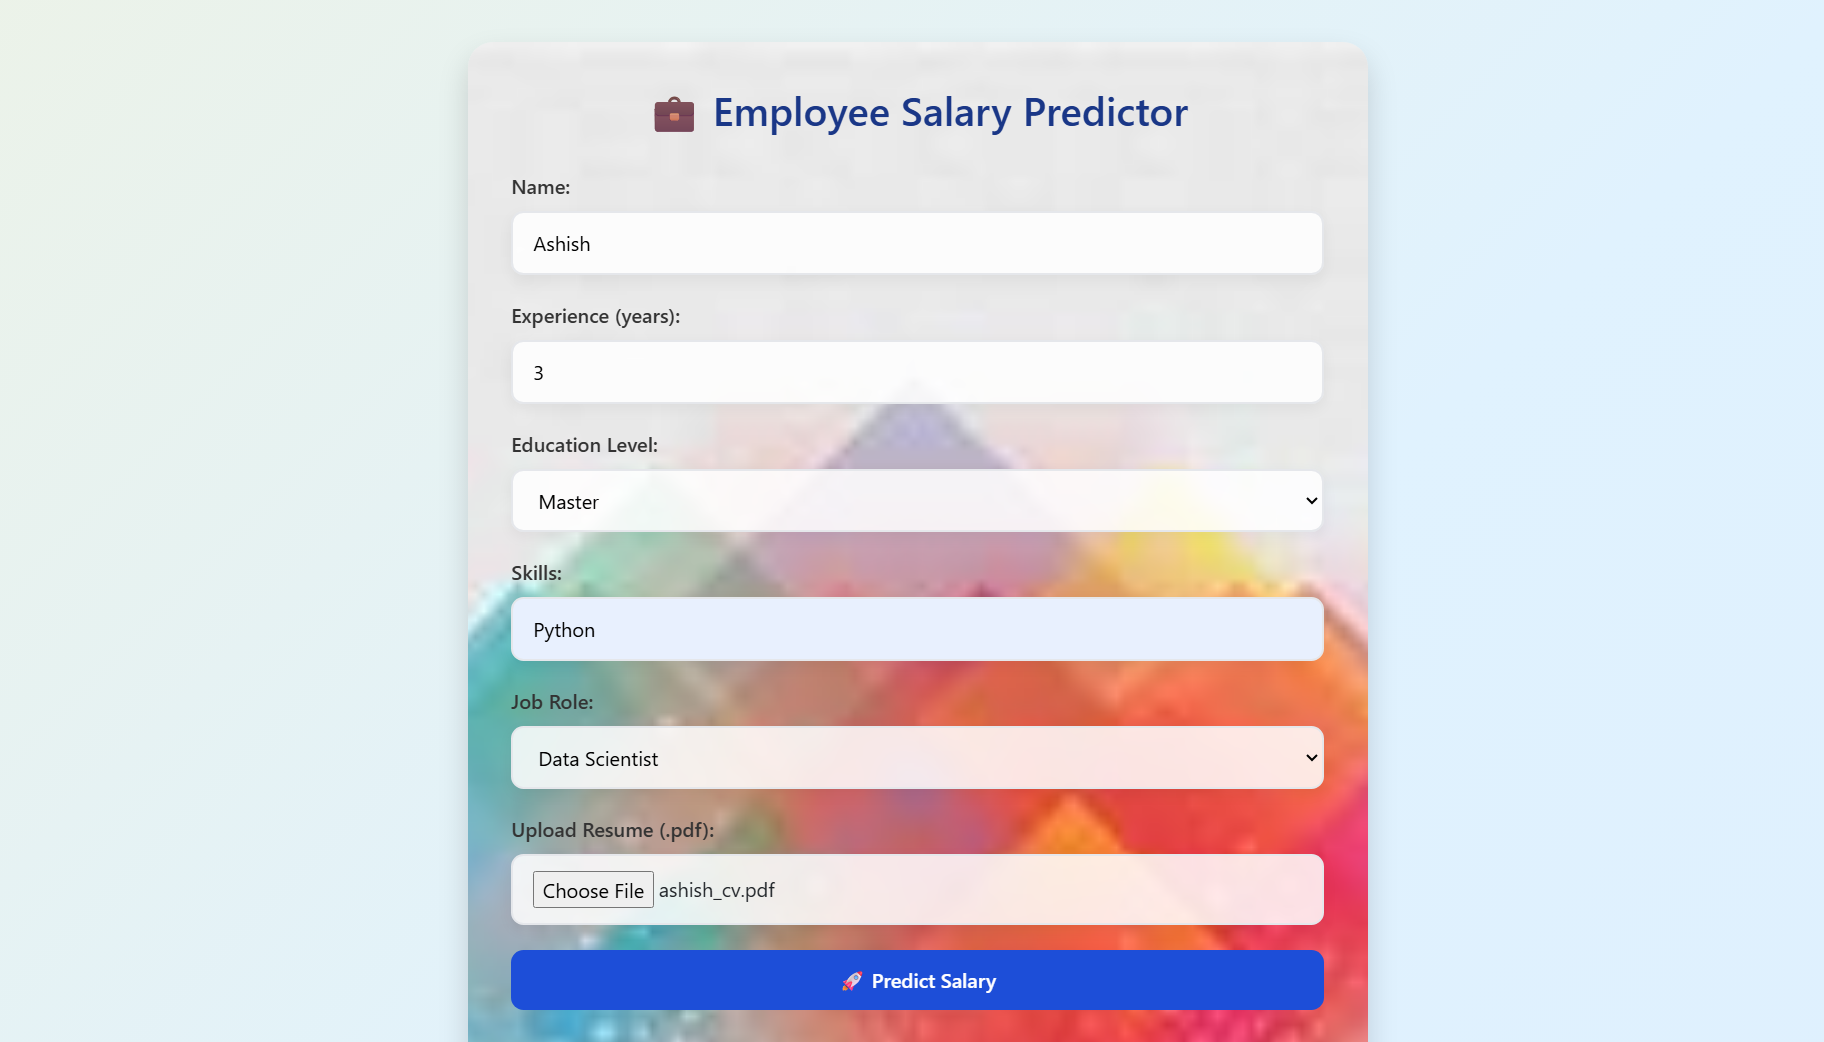 💼 Employee Salary Predictor
Name:
Ashish
Experience (years):
3
Education Level:
Master
Skills:
Python
Job Role:
Data Scientist
Upload Resume (.pdf):
Choose File ashish_cv.pdf
🚀 Predict Salary